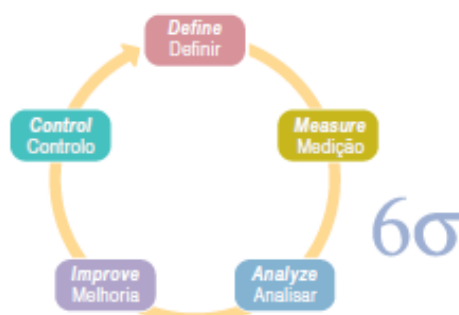 Define
Definir
Measure
Medição
Analyze
Analisar
Improve
Melhoria
Control
Controlo
6σ